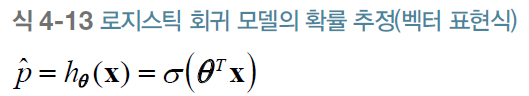 식 4-13 로지스틱 회귀 모델의 확률 추정(벡터 표현식)
p̂ = h_θ(x) = σ(θᵀx)